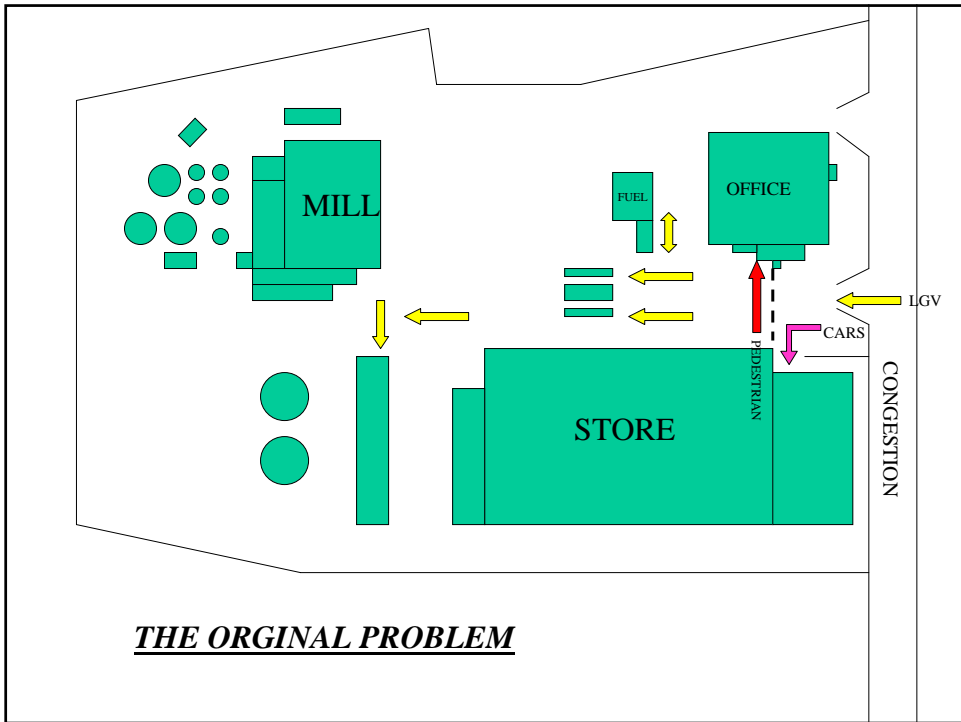 MILL
FUEL
OFFICE
LGV
CARS
PEDESTRIAN
CONGESTION
STORE
THE ORGINAL PROBLEM